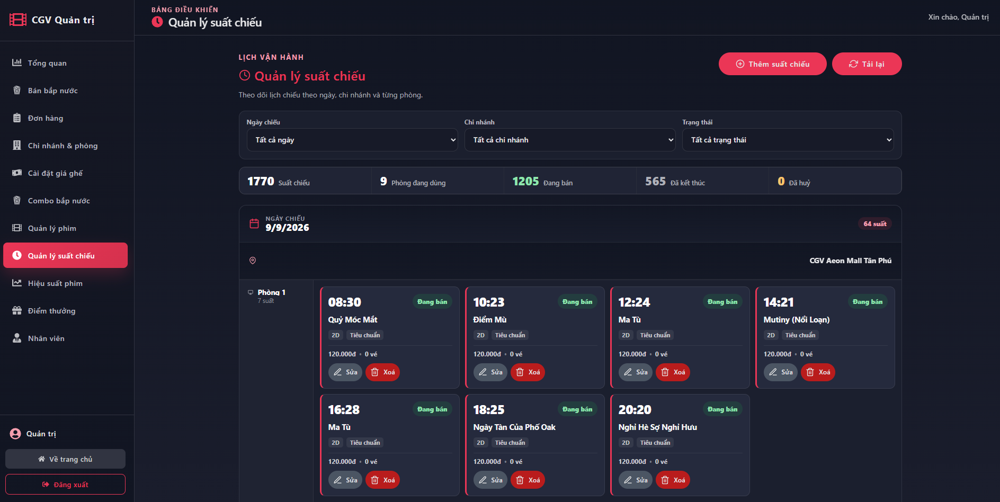 CGV Quản trị
Tổng quan
Bán bắp nước
Đơn hàng
Chi nhánh & phòng
Cài đặt giá ghế
Combo bắp nước
Quản lý phim
Quản lý suất chiếu
Hiệu suất phim
Điểm thưởng
Nhân viên
Quản trị
Về trang chủ
Đăng xuất
BẢNG ĐIỀU KHIỂN
Quản lý suất chiếu
Xin chào, Quản trị
LỊCH VẬN HÀNH
Quản lý suất chiếu
Theo dõi lịch chiếu theo ngày, chi nhánh và từng phòng.
Thêm suất chiếu
Tải lại
Ngày chiếu
Chi nhánh
Trạng thái
Tất cả ngày
Tất cả chi nhánh
Tất cả trạng thái
1770 Suất chiếu
9 Phòng đang dùng
1205 Đang bán
565 Đã kết thúc
0 Đã huỷ
NGÀY CHIẾU
9/9/2026
64 suất
CGV Aeon Mall Tân Phú
Phòng 1
7 suất
08:30 Đang bán
Quỷ Móc Mắt
2D Tiêu chuẩn
120.000đ • 0 vé
Sửa Xoá
10:23 Đang bán
Điểm Mù
2D Tiêu chuẩn
120.000đ • 0 vé
Sửa Xoá
12:24 Đang bán
Ma Tù
2D Tiêu chuẩn
120.000đ • 0 vé
Sửa Xoá
14:21 Đang bán
Mutiny (Nổi Loạn)
2D Tiêu chuẩn
120.000đ • 0 vé
Sửa Xoá
16:28 Đang bán
Ma Tù
2D Tiêu chuẩn
120.000đ • 0 vé
Sửa Xoá
18:25 Đang bán
Ngày Tàn Của Phố Oak
2D Tiêu chuẩn
120.000đ • 0 vé
Sửa Xoá
20:20 Đang bán
Nghỉ Hè Sợ Nghỉ Hưu
2D Tiêu chuẩn
120.000đ • 0 vé
Sửa Xoá